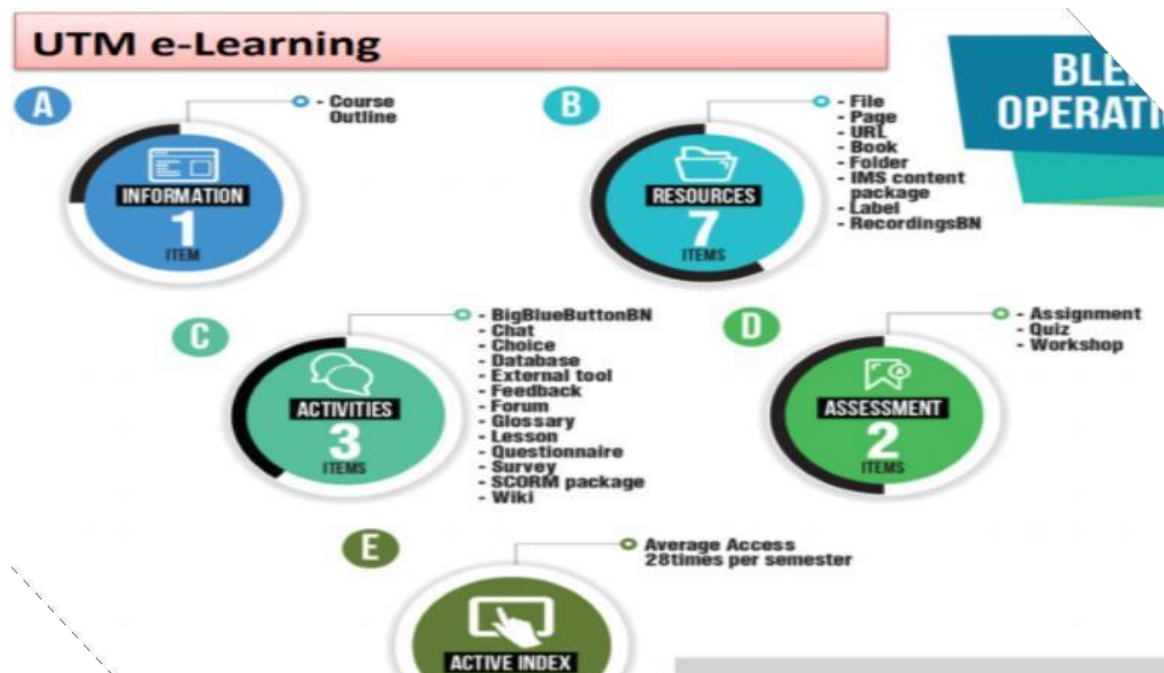 UTM e-Learning
OPERATI
A
- Course
Outline
INFORMATION
1
ITEM
B
- File
- Page
- URL
- Book
- Folder
- IMS content
package
- Label
- RecordingsBN
RESOURCES
7
ITEMS
C
- BigBlueButtonBN
- Chat
- Choice
- Database
- External tool
- Feedback
- Forum
- Glossary
- Lesson
- Questionnaire
- Survey
- SCORM package
- Wiki
ACTIVITIES
3
ITEMS
D
- Assignment
- Quiz
- Workshop
ASSESSMENT
2
ITEMS
E
Average Access
28times per semester
ACTIVE INDEX